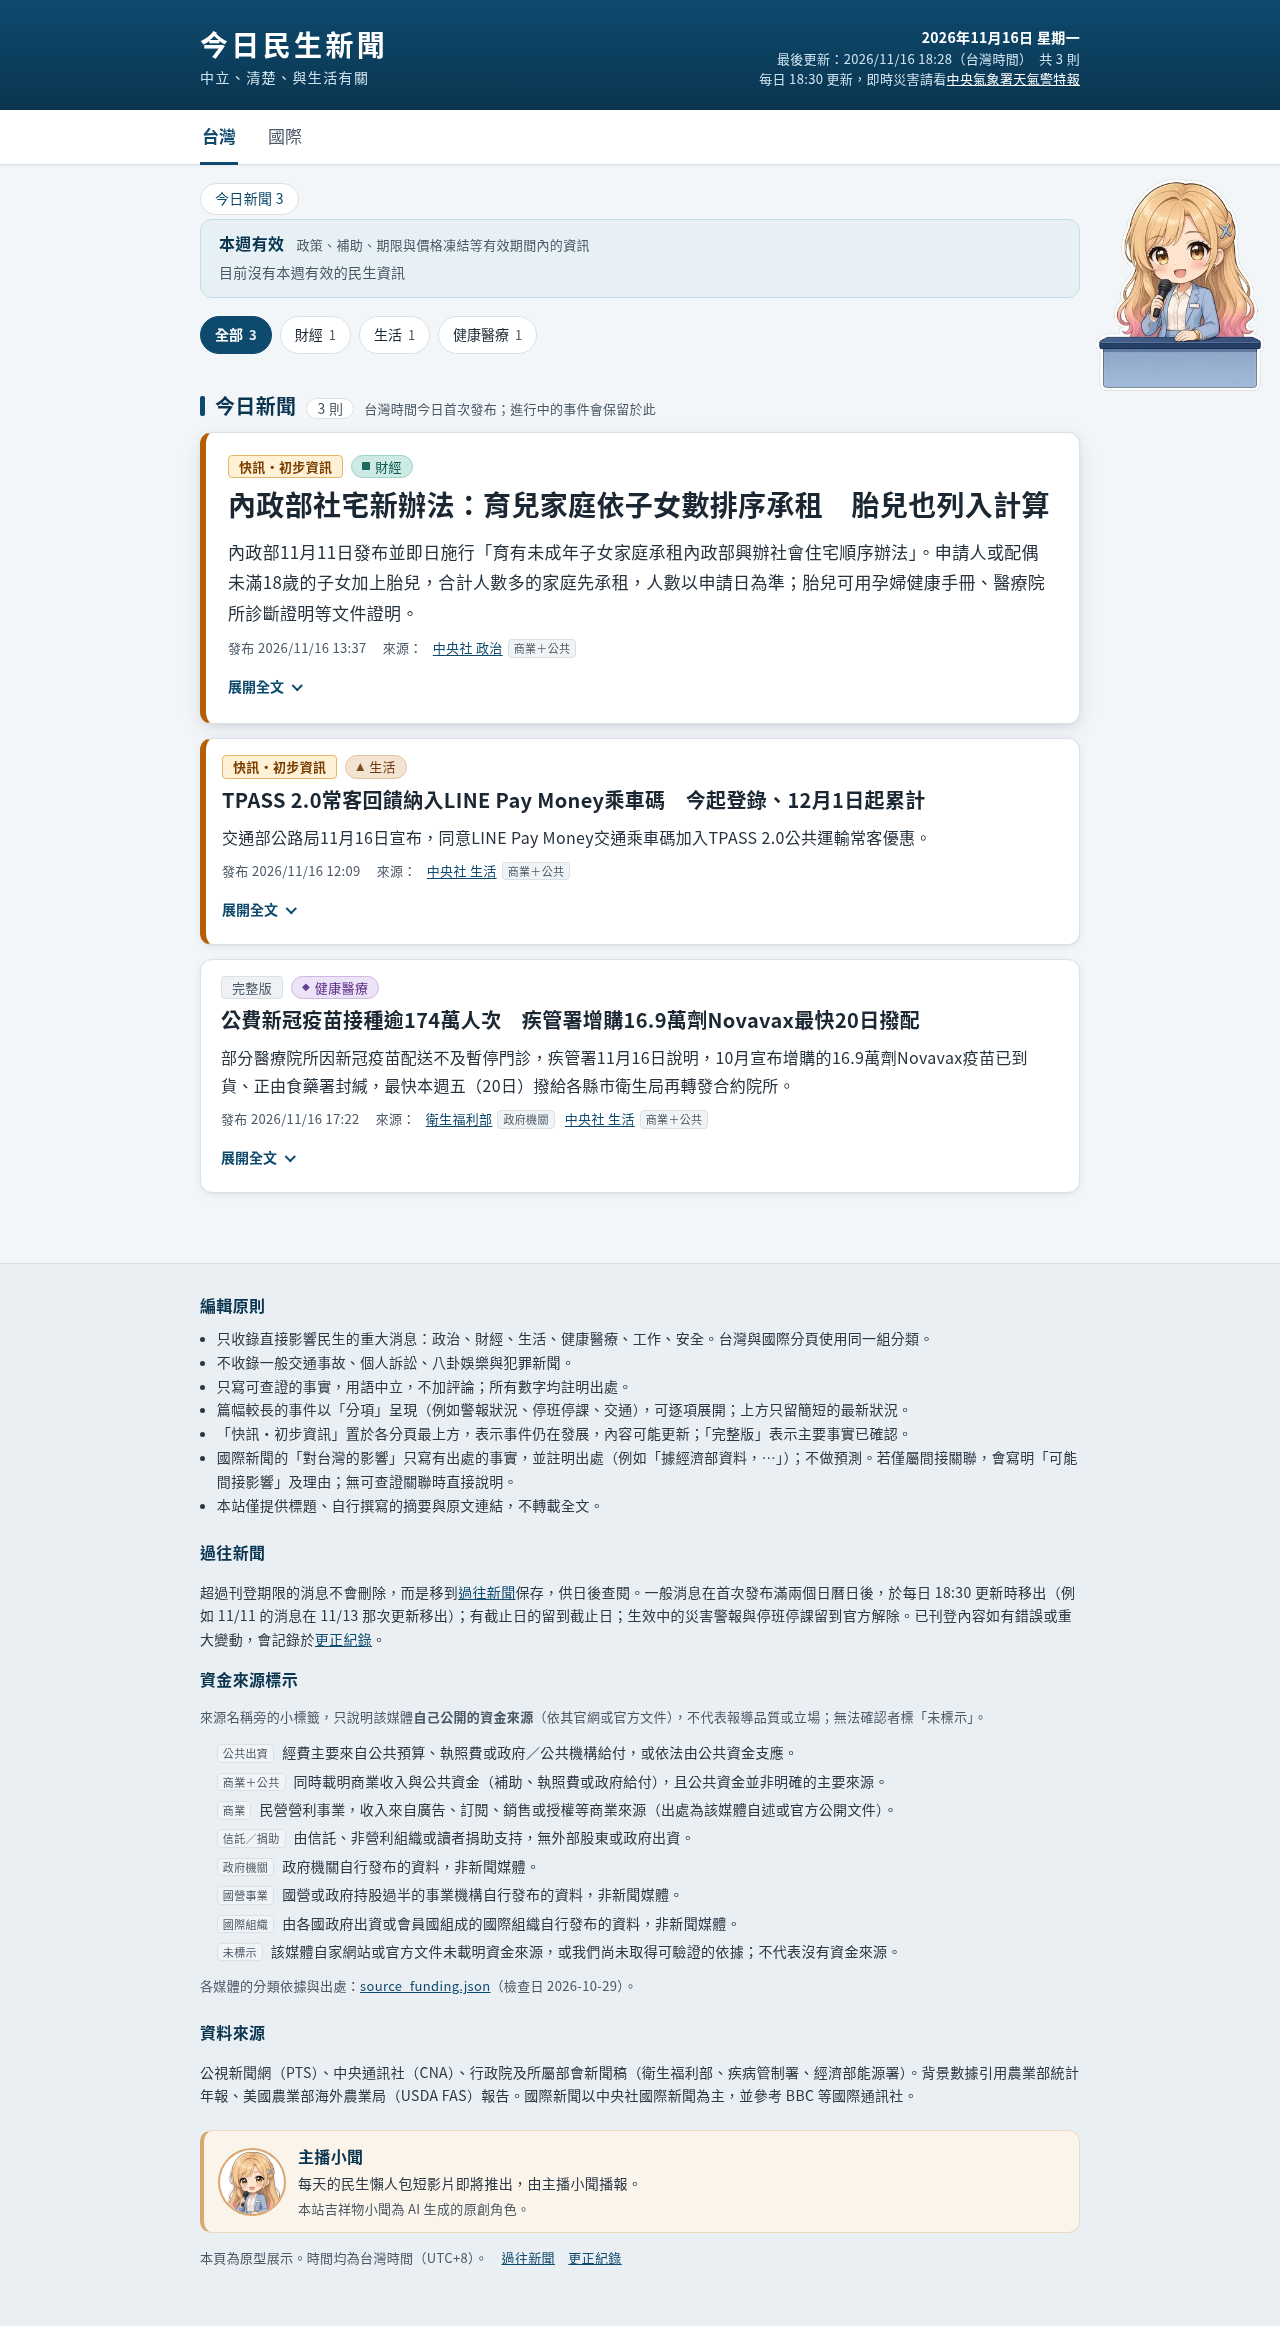 今日民生新聞
中立、清楚、與生活有關
2026年11月16日 星期一
最後更新：2026/11/16 18:28（台灣時間） 共 3 則
每日 18:30 更新，即時災害請看中央氣象署天氣警特報
台灣 國際
今日新聞 3
本週有效 政策、補助、期限與價格凍結等有效期間內的資訊
目前沒有本週有效的民生資訊
全部 3 財經 1 生活 1 健康醫療 1
今日新聞 3 則 台灣時間今日首次發布；進行中的事件會保留於此
快訊・初步資訊 ■ 財經
內政部社宅新辦法：育兒家庭依子女數排序承租　胎兒也列入計算
內政部11月11日發布並即日施行「育有未成年子女家庭承租內政部興辦社會住宅順序辦法」。申請人或配偶
未滿18歲的子女加上胎兒，合計人數多的家庭先承租，人數以申請日為準；胎兒可用孕婦健康手冊、醫療院
所診斷證明等文件證明。
發布 2026/11/16 13:37 來源： 中央社 政治 商業＋公共
展開全文
快訊・初步資訊 ▲ 生活
TPASS 2.0常客回饋納入LINE Pay Money乘車碼　今起登錄、12月1日起累計
交通部公路局11月16日宣布，同意LINE Pay Money交通乘車碼加入TPASS 2.0公共運輸常客優惠。
發布 2026/11/16 12:09 來源： 中央社 生活 商業＋公共
展開全文
完整版 ◆ 健康醫療
公費新冠疫苗接種逾174萬人次　疾管署增購16.9萬劑Novavax最快20日撥配
部分醫療院所因新冠疫苗配送不及暫停門診，疾管署11月16日說明，10月宣布增購的16.9萬劑Novavax疫苗已到
貨、正由食藥署封緘，最快本週五（20日）撥給各縣市衛生局再轉發合約院所。
發布 2026/11/16 17:22 來源： 衛生福利部 政府機關 中央社 生活 商業＋公共
展開全文
編輯原則
• 只收錄直接影響民生的重大消息：政治、財經、生活、健康醫療、工作、安全。台灣與國際分頁使用同一組分類。
• 不收錄一般交通事故、個人訴訟、八卦娛樂與犯罪新聞。
• 只寫可查證的事實，用語中立，不加評論；所有數字均註明出處。
• 篇幅較長的事件以「分項」呈現（例如警報狀況、停班停課、交通），可逐項展開；上方只留簡短的最新狀況。
• 「快訊・初步資訊」置於各分頁最上方，表示事件仍在發展，內容可能更新；「完整版」表示主要事實已確認。
• 國際新聞的「對台灣的影響」只寫有出處的事實，並註明出處（例如「據經濟部資料，…」）；不做預測。若僅屬間接關聯，會寫明「可能
間接影響」及理由；無可查證關聯時直接說明。
• 本站僅提供標題、自行撰寫的摘要與原文連結，不轉載全文。
過往新聞
超過刊登期限的消息不會刪除，而是移到過往新聞保存，供日後查閱。一般消息在首次發布滿兩個日曆日後，於每日 18:30 更新時移出（例
如 11/11 的消息在 11/13 那次更新移出）；有截止日的留到截止日；生效中的災害警報與停班停課留到官方解除。已刊登內容如有錯誤或重
大變動，會記錄於更正紀錄。
資金來源標示
來源名稱旁的小標籤，只說明該媒體自己公開的資金來源（依其官網或官方文件），不代表報導品質或立場；無法確認者標「未標示」。
公共出資 經費主要來自公共預算、執照費或政府／公共機構給付，或依法由公共資金支應。
商業＋公共 同時載明商業收入與公共資金（補助、執照費或政府給付），且公共資金並非明確的主要來源。
商業 民營營利事業，收入來自廣告、訂閱、銷售或授權等商業來源（出處為該媒體自述或官方公開文件）。
信託／捐助 由信託、非營利組織或讀者捐助支持，無外部股東或政府出資。
政府機關 政府機關自行發布的資料，非新聞媒體。
國營事業 國營或政府持股過半的事業機構自行發布的資料，非新聞媒體。
國際組織 由各國政府出資或會員國組成的國際組織自行發布的資料，非新聞媒體。
未標示 該媒體自家網站或官方文件未載明資金來源，或我們尚未取得可驗證的依據；不代表沒有資金來源。
各媒體的分類依據與出處：source_funding.json（檢查日 2026-10-29）。
資料來源
公視新聞網（PTS）、中央通訊社（CNA）、行政院及所屬部會新聞稿（衛生福利部、疾病管制署、經濟部能源署）。背景數據引用農業部統計
年報、美國農業部海外農業局（USDA FAS）報告。國際新聞以中央社國際新聞為主，並參考 BBC 等國際通訊社。
主播小聞
每天的民生懶人包短影片即將推出，由主播小聞播報。
本站吉祥物小聞為 AI 生成的原創角色。
本頁為原型展示。時間均為台灣時間（UTC+8）。 過往新聞 更正紀錄